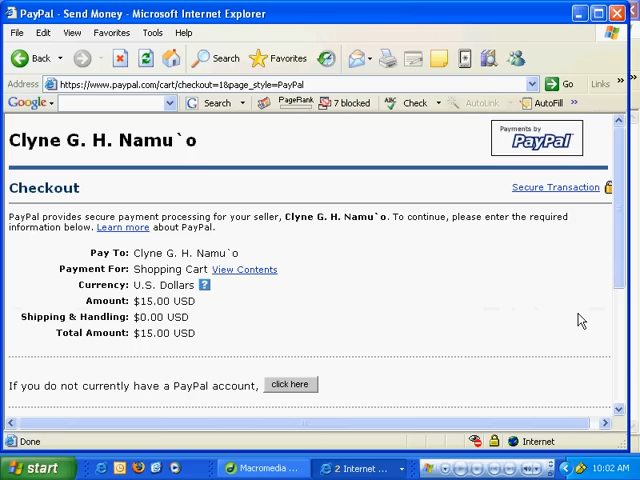 PayPal - Send Money - Microsoft Internet Explorer
File Edit View Favorites Tools Help
Back Search Favorites
Address https://www.paypal.com/cart/checkout=1&page_style=PayPal Go Links »
Google Search PageRank 7 blocked Check AutoLink AutoFill »
Clyne G. H. Namu`o
Payments by
PayPal
Checkout
Secure Transaction
PayPal provides secure payment processing for your seller, Clyne G. H. Namu`o. To continue, please enter the required
information below. Learn more about PayPal.
Pay To: Clyne G. H. Namu`o
Payment For: Shopping Cart View Contents
Currency: U.S. Dollars ?
Amount: $15.00 USD
Shipping & Handling: $0.00 USD
Total Amount: $15.00 USD
If you do not currently have a PayPal account, click here
Done Internet
start Macromedia ... 2 Internet ... 10:02 AM